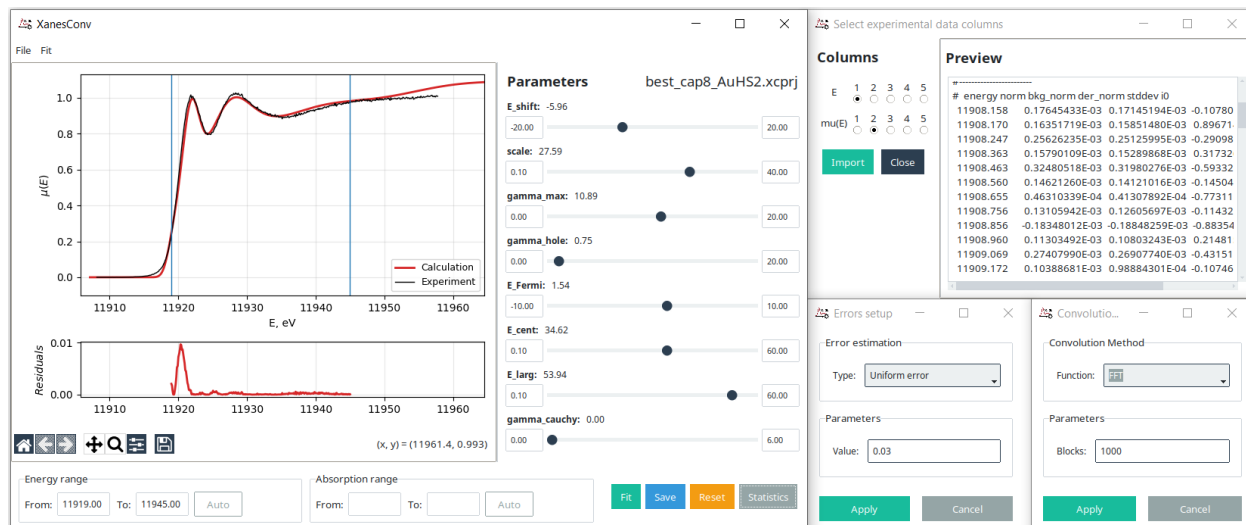 XanesConv
File Fit
μ(E)
1.0
0.8
0.6
0.4
0.2
0.0
Calculation
Experiment
11910 11920 11930 11940 11950 11960
E, eV
Residuals
0.01
0.00
11910 11920 11930 11940 11950 11960
(x, y) = (11961.4, 0.993)
Parameters best_cap8_AuHS2.xcprj
E_shift: -5.96
-20.00 20.00
scale: 27.59
0.10 40.00
gamma_max: 10.89
0.00 20.00
gamma_hole: 0.75
0.00 20.00
E_Fermi: 1.54
-10.00 10.00
E_cent: 34.62
0.10 60.00
E_larg: 53.94
0.10 60.00
gamma_cauchy: 0.00
0.00 6.00
Energy range
From: 11919.00 To: 11945.00 Auto
Absorption range
From: To: Auto
Fit Save Reset Statistics
Select experimental data columns
Columns
E 1 2 3 4 5
mu(E) 1 2 3 4 5
Import Close
Preview
# energy norm bkg_norm der_norm stddev i0
11908.158 0.17645433E-03 0.17145194E-03 -0.10780
11908.170 0.16351719E-03 0.15851480E-03 0.89671
11908.247 0.25626235E-03 0.25125995E-03 -0.29098
11908.363 0.15790109E-03 0.15289868E-03 0.31732
11908.463 0.32480518E-03 0.31980276E-03 -0.59332
11908.560 0.14621260E-03 0.14121016E-03 -0.14504
11908.655 0.46310339E-04 0.41307892E-04 -0.77311
11908.756 0.13105942E-03 0.12605697E-03 -0.11432
11908.856 -0.18348012E-03 -0.18848259E-03 -0.88354
11908.960 0.11303492E-03 0.10803243E-03 0.21481
11909.069 0.27407990E-03 0.26907740E-03 -0.43151
11909.172 0.10388681E-03 0.98884301E-04 -0.10746
Errors setup
Error estimation
Type: Uniform error
Parameters
Value: 0.03
Apply Cancel
Convolutio...
Convolution Method
Function: FFT
Parameters
Blocks: 1000
Apply Cancel